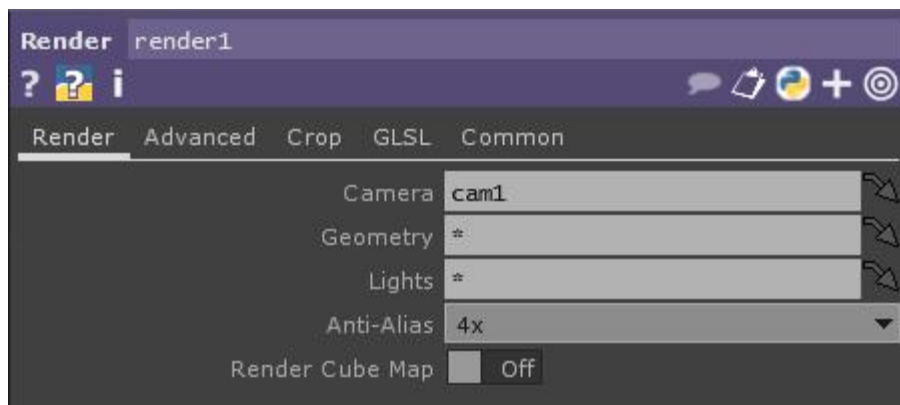 Render render1
? ? i
Render Advanced Crop GLSL Common
Camera cam1
Geometry *
Lights *
Anti-Alias 4x
Render Cube Map Off